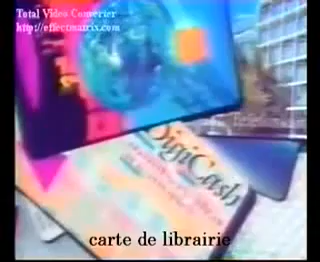 Total Video Converter
http://effectmatrix.com
DigiCash
carte de librairie